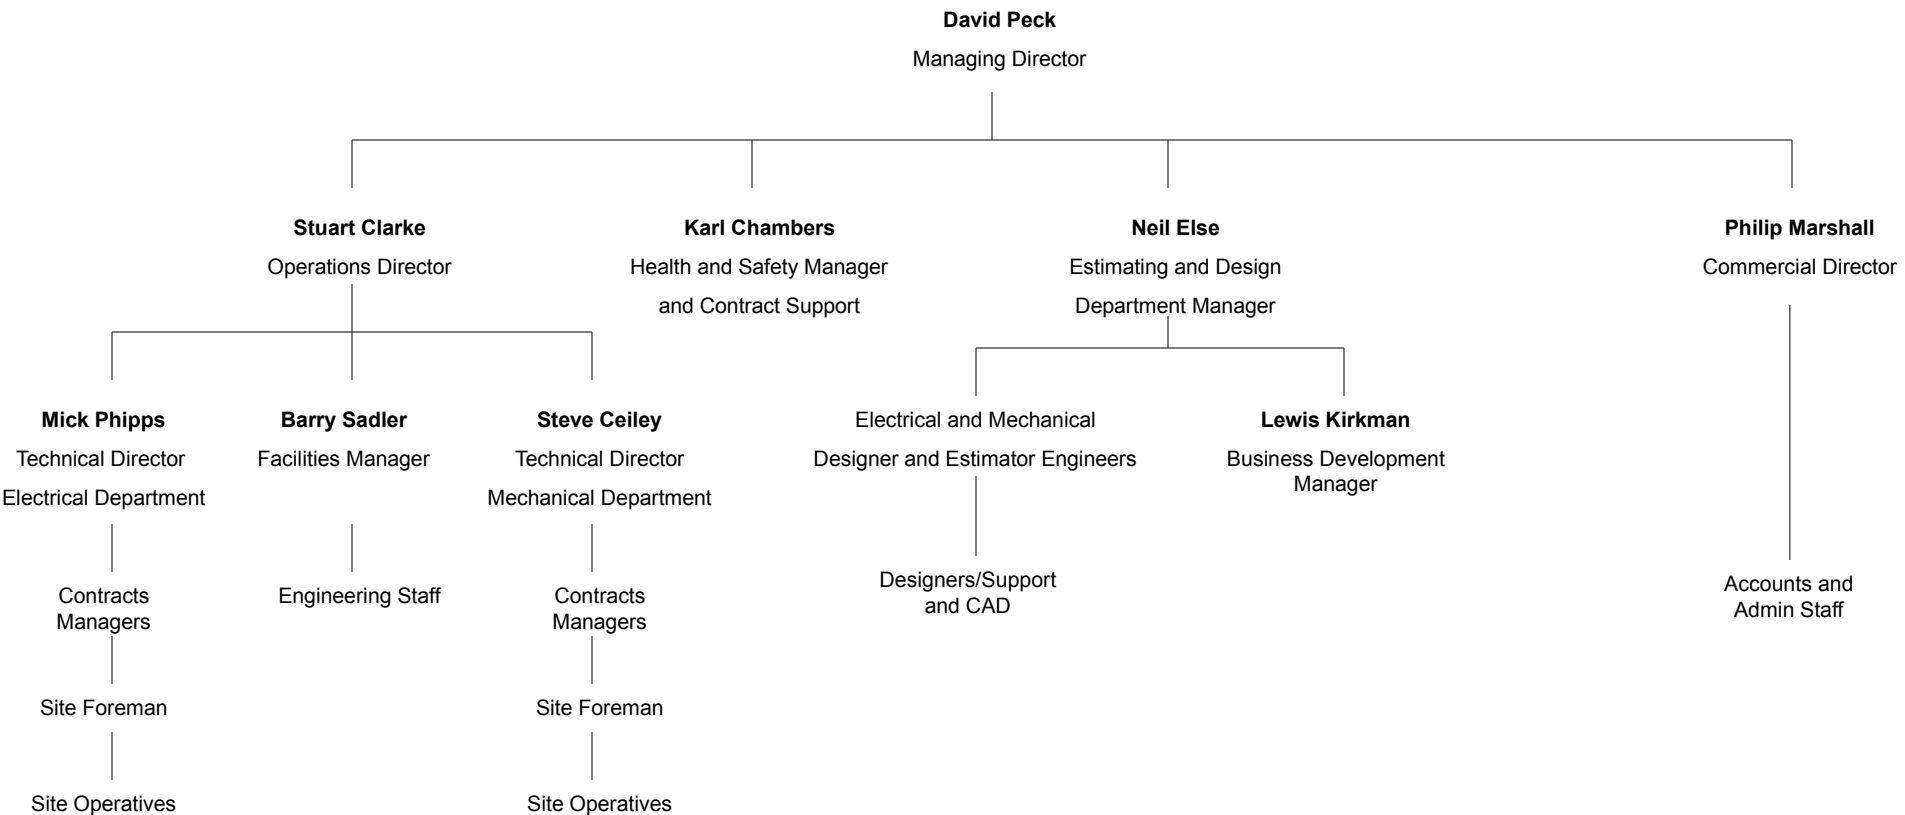 David Peck
Managing Director
Stuart Clarke
Operations Director
Karl Chambers
Health and Safety Manager
and Contract Support
Neil Else
Estimating and Design
Department Manager
Philip Marshall
Commercial Director
Mick Phipps
Technical Director
Electrical Department
Barry Sadler
Facilities Manager
Steve Ceiley
Technical Director
Mechanical Department
Electrical and Mechanical
Designer and Estimator Engineers
Lewis Kirkman
Business Development
Manager
Contracts
Managers
Engineering Staff
Contracts
Managers
Designers/Support
and CAD
Accounts and
Admin Staff
Site Foreman
Site Foreman
Site Operatives
Site Operatives